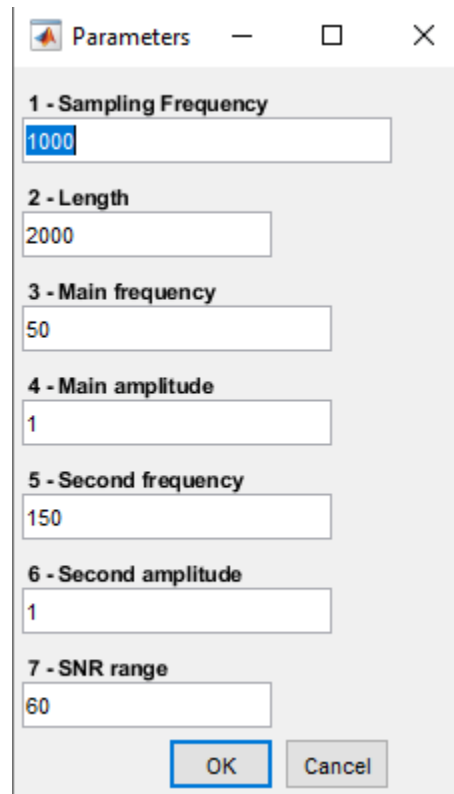 Parameters
1 - Sampling Frequency
1000
2 - Length
2000
3 - Main frequency
50
4 - Main amplitude
1
5 - Second frequency
150
6 - Second amplitude
1
7 - SNR range
60
OK Cancel